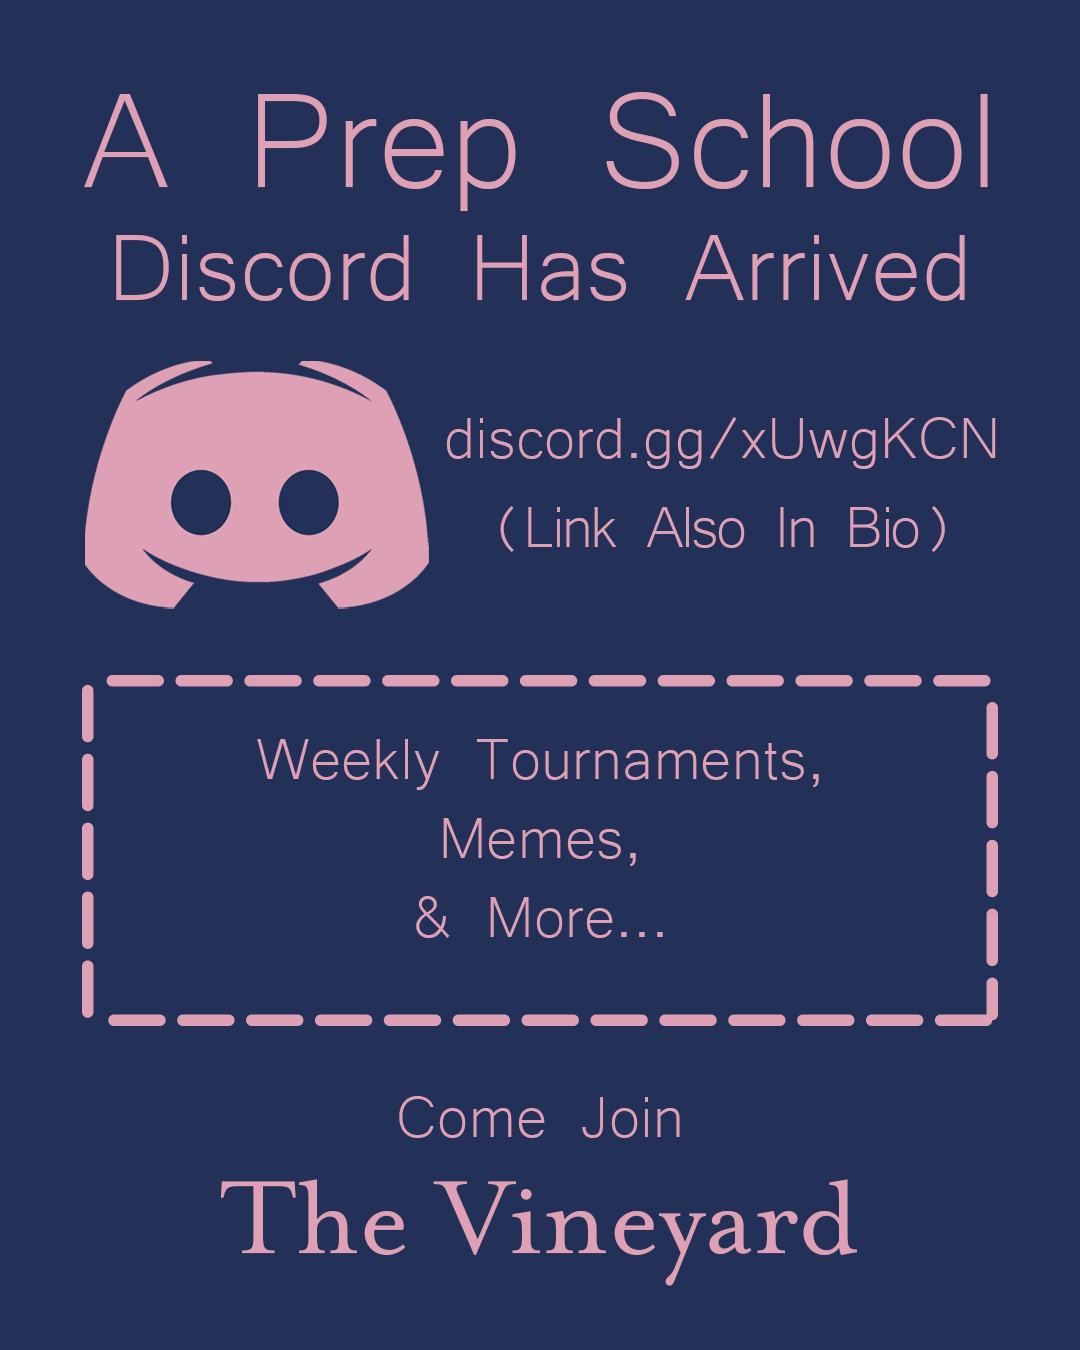 A Prep School
Discord Has Arrived
discord.gg/xUwgKCN
(Link Also In Bio)
Weekly Tournaments,
Memes,
& More...
Come Join
The Vineyard